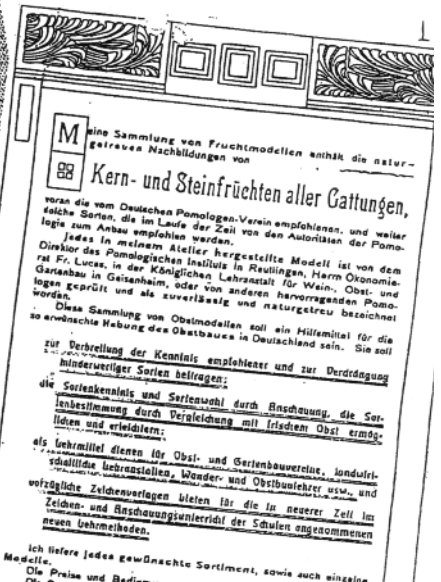 Meine Sammlung von Fruchtmodellen enthält die natur-
getreuen Nachbildungen von
Kern- und Steinfrüchten aller Gattungen,
voran die vom Deutschen Pomologen-Verein empfohlenen, und weiter
solche Sorten, die im Laufe der Zeit von den Autoritäten der Pomo-
logie zum Anbau empfohlen werden.
Jedes in meinem Atelier hergestellte Modell ist von dem
Direktor des Pomologischen Instituts in Reutlingen, Herrn Ökonomie-
rat Fr. Lucas, in der Königlichen Lehranstalt für Wein-, Obst- und
Gartenbau in Geisenheim, oder von anderen hervorragenden Pomo-
logen geprüft und als zuverlässig und naturgetreu bezeichnet
worden.
Diese Sammlung von Obstmodellen soll ein Hilfsmittel für die
so erwünschte Hebung des Obstbaues in Deutschland sein. Sie soll
zur Verbreitung der Kenntnis empfohlener und zur Verdrängung
minderwertiger Sorten beitragen;
die Sortenkenntnis und Sortenwahl durch Anschauung, die Sor-
tenbestimmung durch Vergleichung mit frischem Obst ermög-
lichen und erleichtern;
als Lehrmittel dienen für Obst- und Gartenbauvereine, landwirt-
schaftliche Lehranstalten, Wander- und Obstbaulehrer usw., und
vorzügliche Zeichenvorlagen bieten für die in neuerer Zeit im
Zeichen- und Anschauungsunterricht der Schulen angenommenen
neuen Lehrmethoden.
Ich liefere jedes gewünschte Sortiment, sowie auch einzelne
Modelle.
Die Preise und